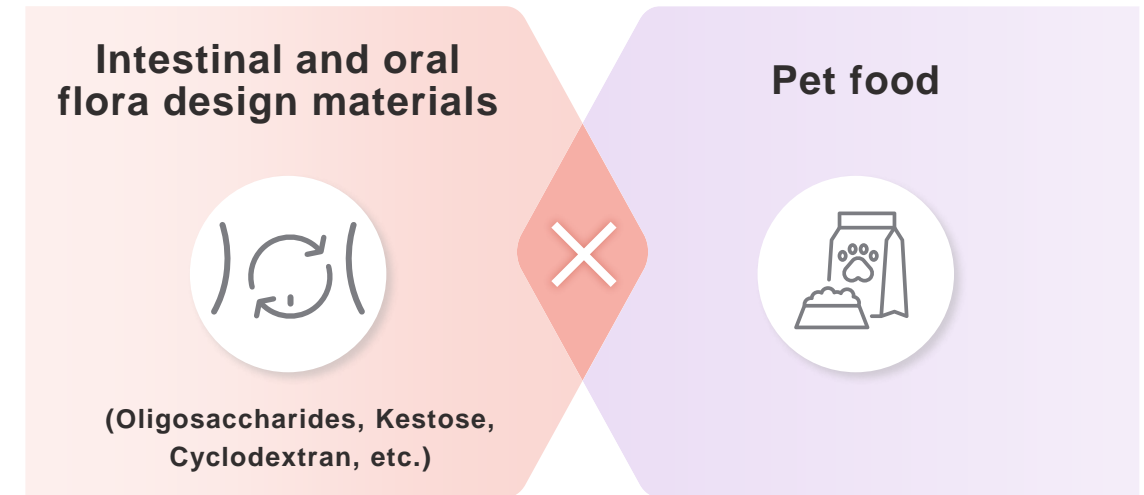 Intestinal and oral
flora design materials
(Oligosaccharides, Kestose,
Cyclodextran, etc.)
Pet food